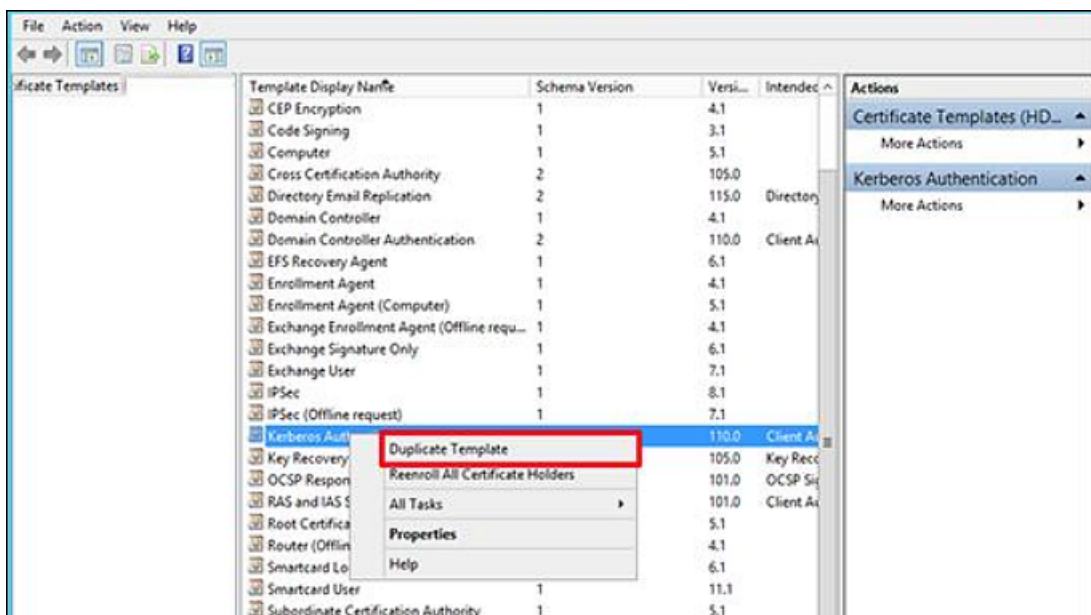 File Action View Help
ificate Templates
Template Display Name Schema Version Versi... Intended
CEP Encryption 1 4.1
Code Signing 1 3.1
Computer 1 5.1
Cross Certification Authority 2 105.0
Directory Email Replication 2 115.0 Directory
Domain Controller 1 4.1
Domain Controller Authentication 2 110.0 Client Au
EFS Recovery Agent 1 6.1
Enrollment Agent 1 4.1
Enrollment Agent (Computer) 1 5.1
Exchange Enrollment Agent (Offline requ... 1 4.1
Exchange Signature Only 1 6.1
Exchange User 1 7.1
IPSec 1 8.1
IPSec (Offline request) 1 7.1
Kerberos Auth 110.0 Client Au
Key Recovery 105.0 Key Reco
OCSP Respon 101.0 OCSP Sig
RAS and IAS S 101.0 Client Au
Root Certifica 5.1
Router (Offlin 4.1
Smartcard Lo 6.1
Smartcard User 1 11.1
Subordinate Certification Authority 1 5.1
Duplicate Template
Reenroll All Certificate Holders
All Tasks
Properties
Help
Actions
Certificate Templates (HD...
More Actions
Kerberos Authentication
More Actions